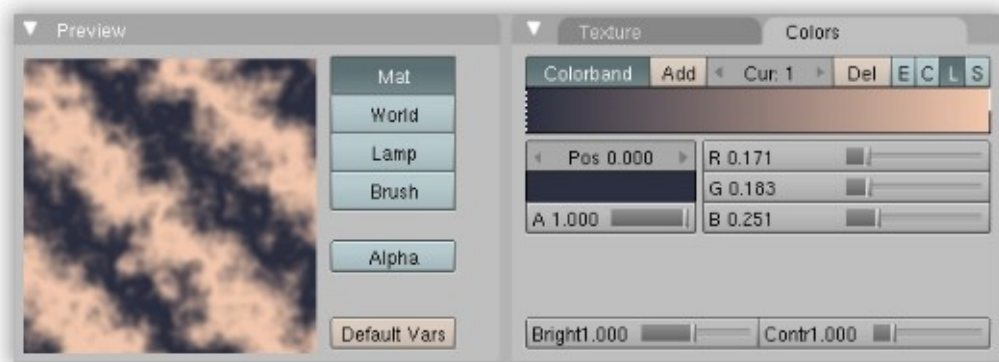 Preview
Mat
World
Lamp
Brush
Alpha
Default Vars
Texture Colors
Colorband Add Cur: 1 Del E C L S
Pos 0.000
A 1.000
R 0.171
G 0.183
B 0.251
Bright1.000 Contr1.000